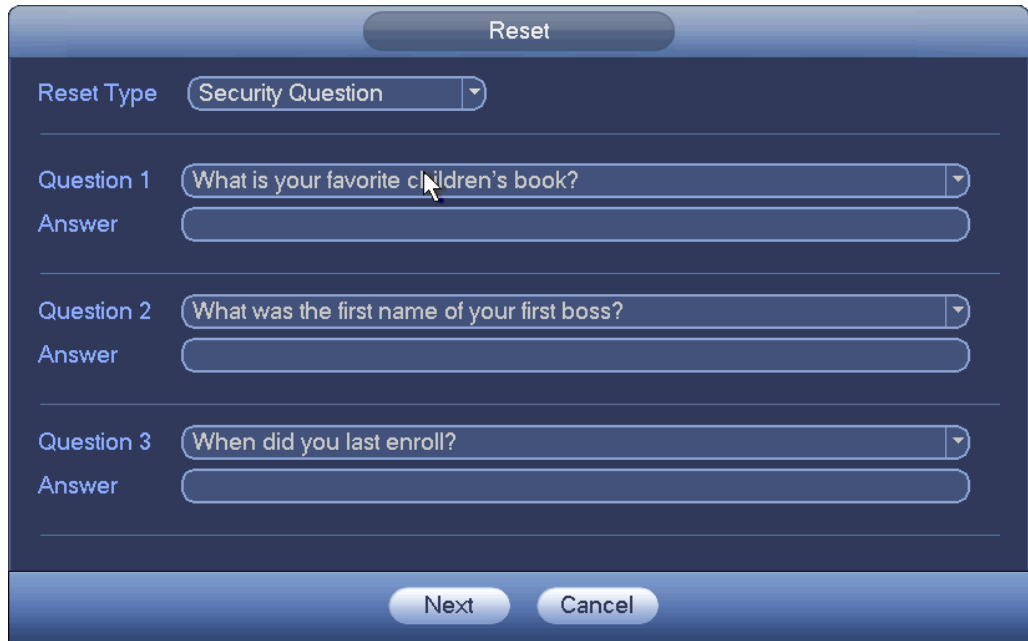 Reset
Reset Type Security Question
Question 1 What is your favorite children's book?
Answer
Question 2 What was the first name of your first boss?
Answer
Question 3 When did you last enroll?
Answer
Next Cancel